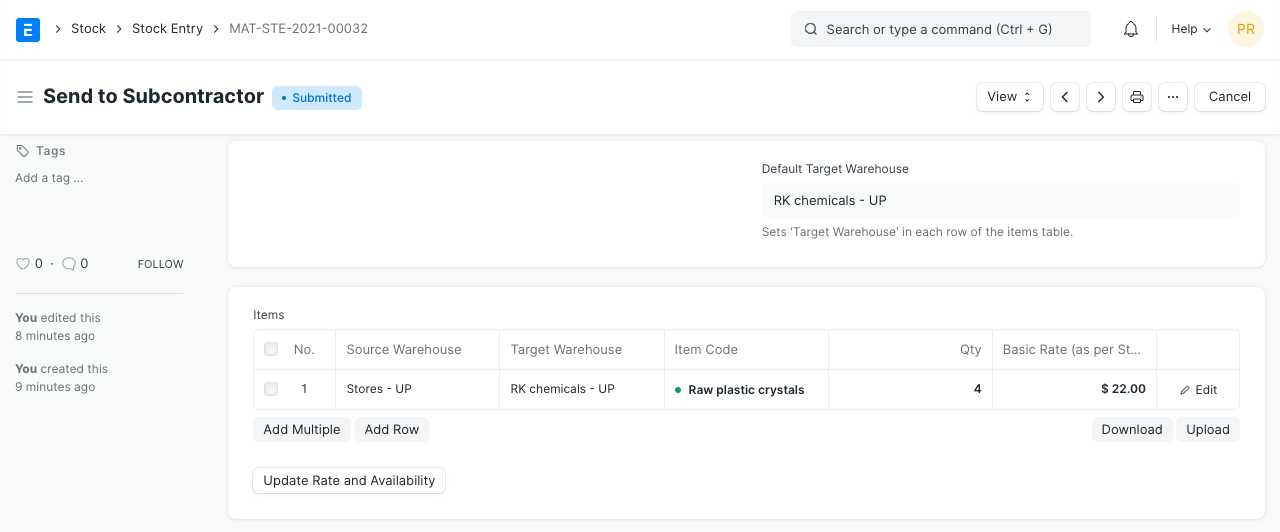 E
Stock
Stock Entry
MAT-STE-2021-00032
Search or type a command (Ctrl + G)
Help
PR
Send to Subcontractor
• Submitted
View
...
Cancel
Tags
Add a tag ...
0 · 0
FOLLOW
You edited this
8 minutes ago
You created this
9 minutes ago
Default Target Warehouse
RK chemicals - UP
Sets 'Target Warehouse' in each row of the items table.
Items
No. Source Warehouse Target Warehouse Item Code Qty Basic Rate (as per St...
1 Stores - UP RK chemicals - UP Raw plastic crystals 4 $ 22.00 Edit
Add Multiple Add Row Download Upload
Update Rate and Availability